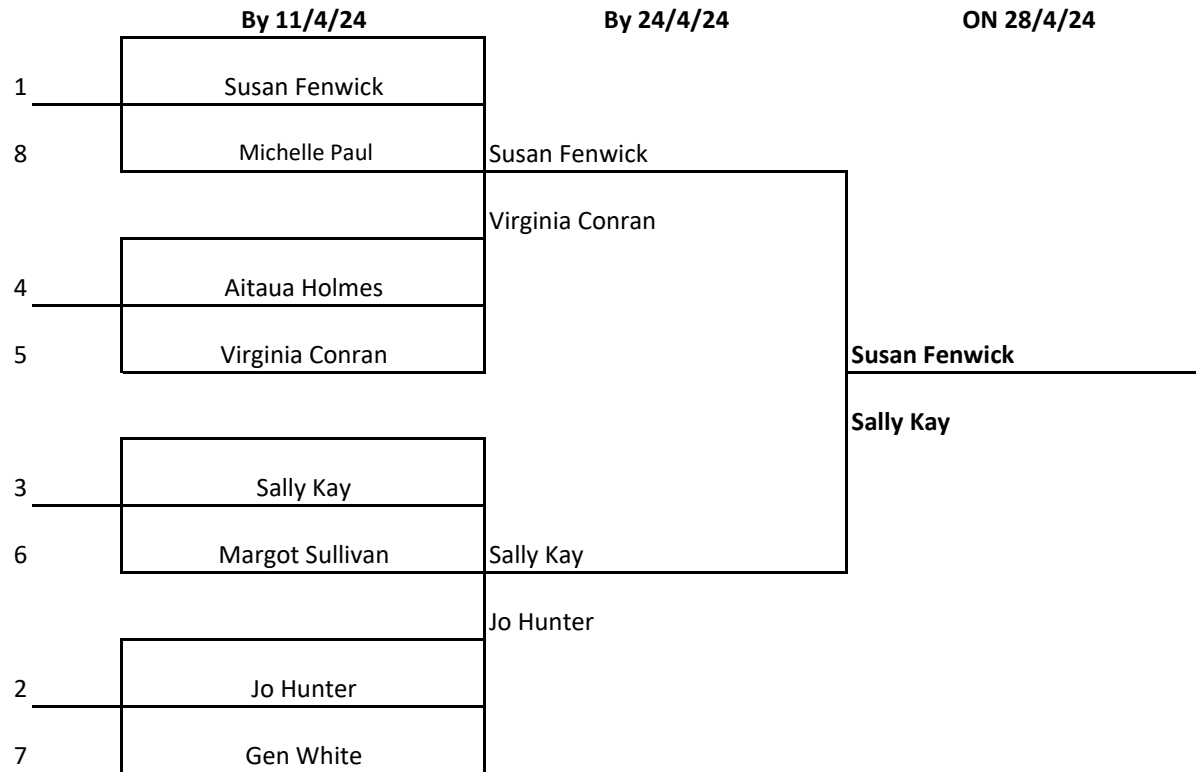 By 11/4/24 By 24/4/24 ON 28/4/24
1 Susan Fenwick
8 Michelle Paul Susan Fenwick
Virginia Conran
4 Aitaua Holmes
5 Virginia Conran Susan Fenwick
Sally Kay
3 Sally Kay
6 Margot Sullivan Sally Kay
Jo Hunter
2 Jo Hunter
7 Gen White